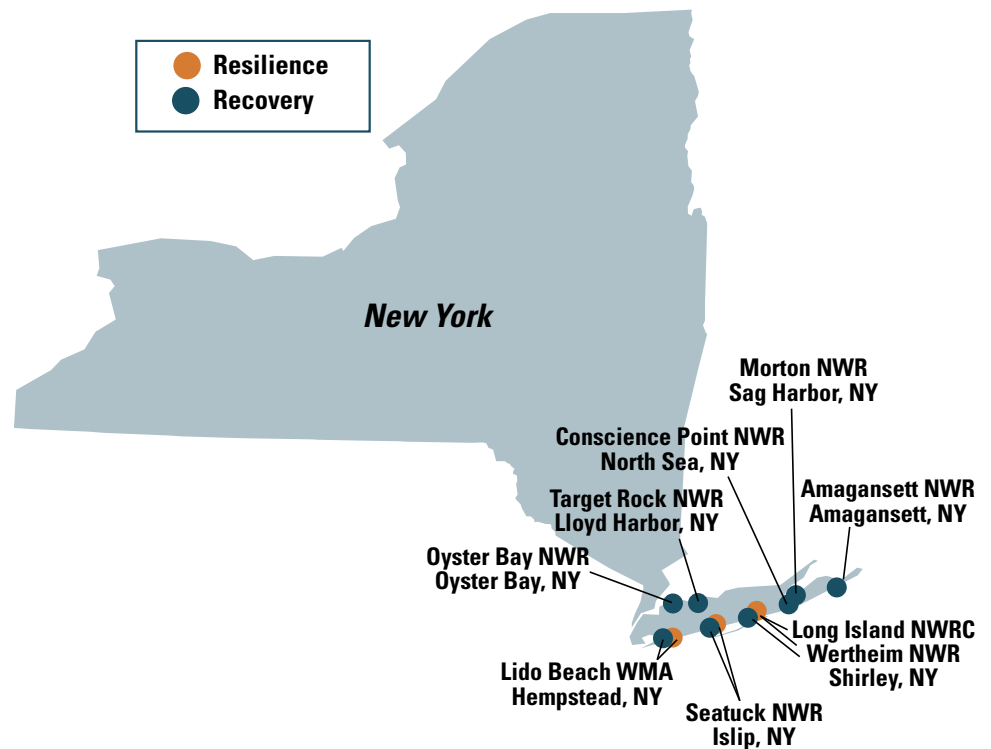 Resilience
Recovery
New York
Morton NWR
Sag Harbor, NY
Conscience Point NWR
North Sea, NY
Target Rock NWR
Lloyd Harbor, NY
Amagansett NWR
Amagansett, NY
Oyster Bay NWR
Oyster Bay, NY
Long Island NWRC
Wertheim NWR
Shirley, NY
Lido Beach WMA
Hempstead, NY
Seatuck NWR
Islip, NY